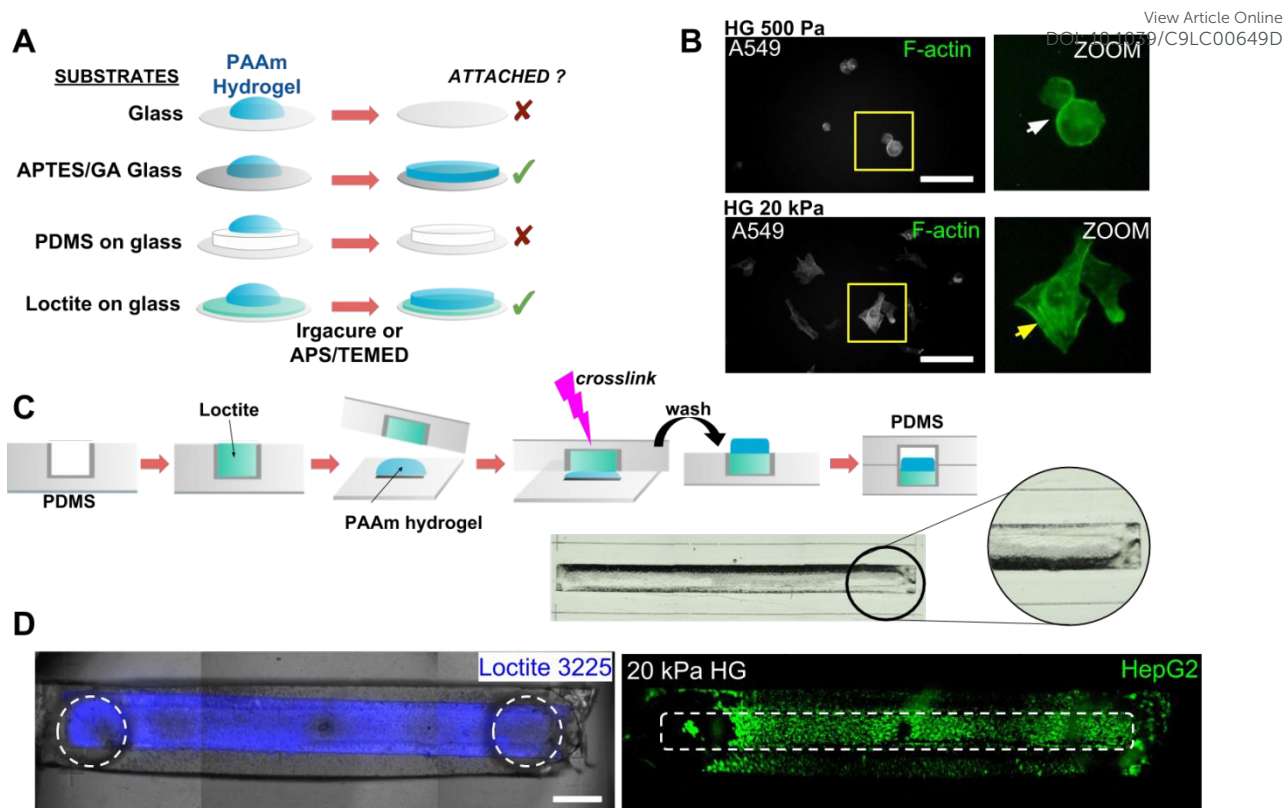 View Article Online
DOI: 10.1039/C9LC00649D
A
SUBSTRATES
PAAm
Hydrogel
ATTACHED ?
Glass
APTES/GA Glass
PDMS on glass
Loctite on glass
Irgacure or
APS/TEMED
B
HG 500 Pa
A549
F-actin
ZOOM
HG 20 kPa
A549
F-actin
ZOOM
C
PDMS
Loctite
PAAm hydrogel
crosslink
wash
PDMS
D
Loctite 3225
20 kPa HG
HepG2